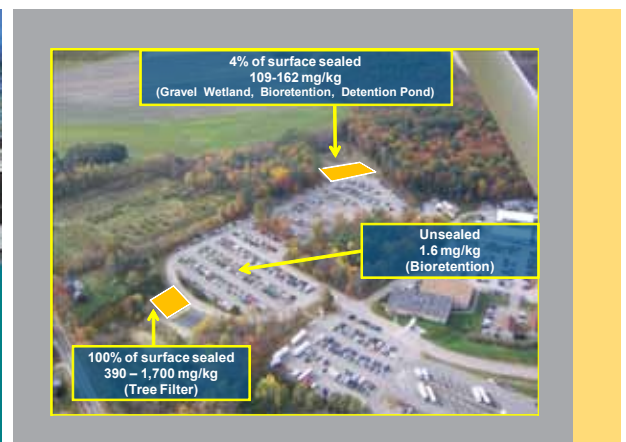 4% of surface sealed
109-162 mg/kg
(Gravel Wetland, Bioretention, Detention Pond)
Unsealed
1.6 mg/kg
(Bioretention)
100% of surface sealed
390 – 1,700 mg/kg
(Tree Filter)